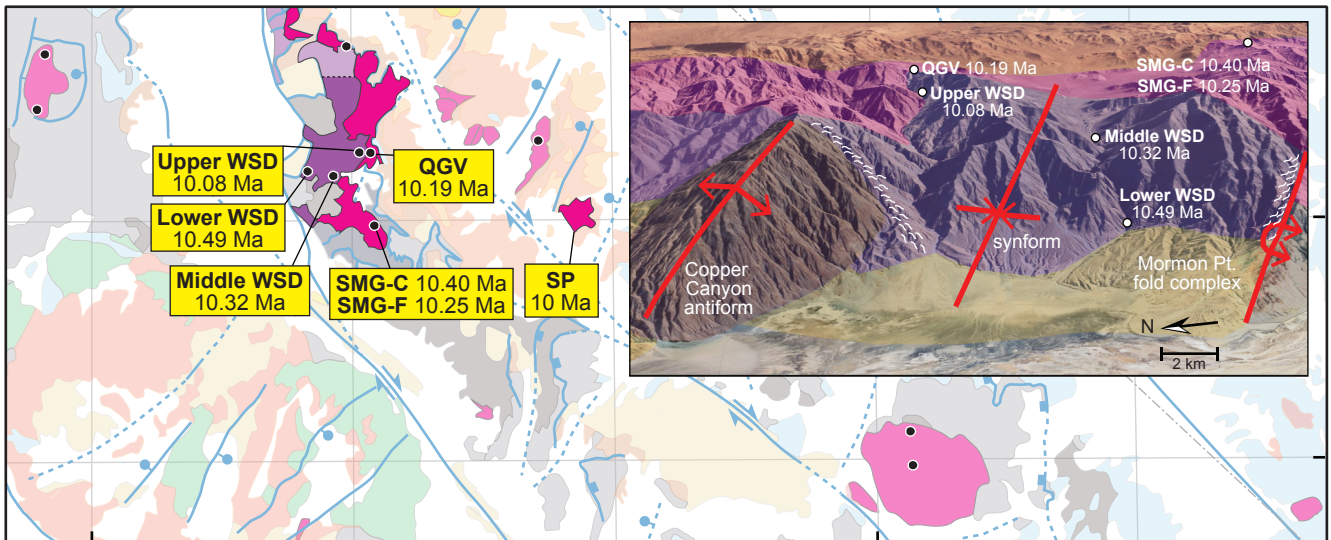 Upper WSD
10.08 Ma
QGV
10.19 Ma
Lower WSD
10.49 Ma
Middle WSD
10.32 Ma
SMG-C 10.40 Ma
SMG-F 10.25 Ma
SP
10 Ma
QGV 10.19 Ma
Upper WSD
10.08 Ma
SMG-C 10.40 Ma
SMG-F 10.25 Ma
Middle WSD
10.32 Ma
Lower WSD
10.49 Ma
synform
Copper
Canyon
antiform
Mormon Pt.
fold complex
N
2 km